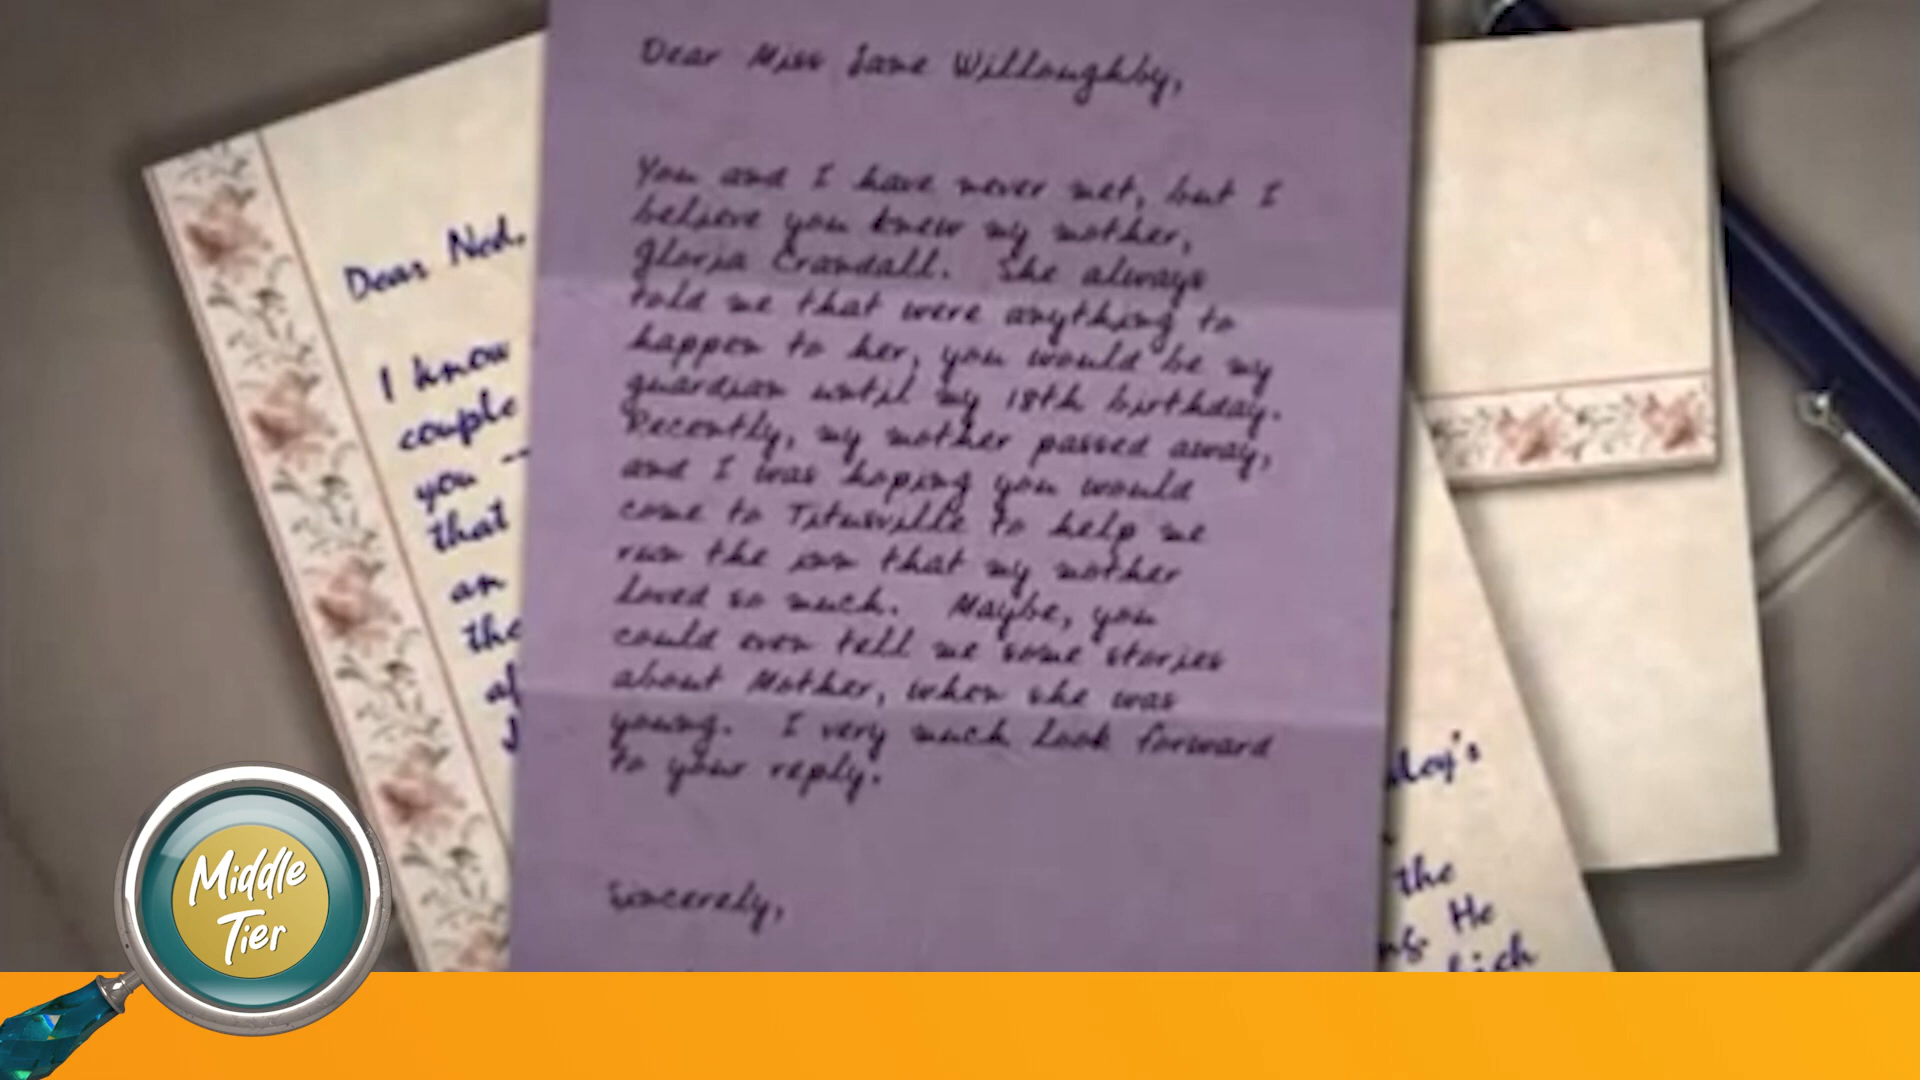 Dear Miss Jane Willoughby,
You and I have never met, but I
believe you knew my mother,
Gloria Crandall. She always
told me that were anything to
happen to her, you would be my
guardian until my 18th birthday.
Recently, my mother passed away,
and I was hoping you would
come to Titusville to help me
run the inn that my mother
loved so much. Maybe, you
could even tell me some stories
about Mother, when she was
young. I very much look forward
to your reply.
Sincerely,
Dear Ned,
I know
couple
you --
that
an
the
the
He
Middle
Tier